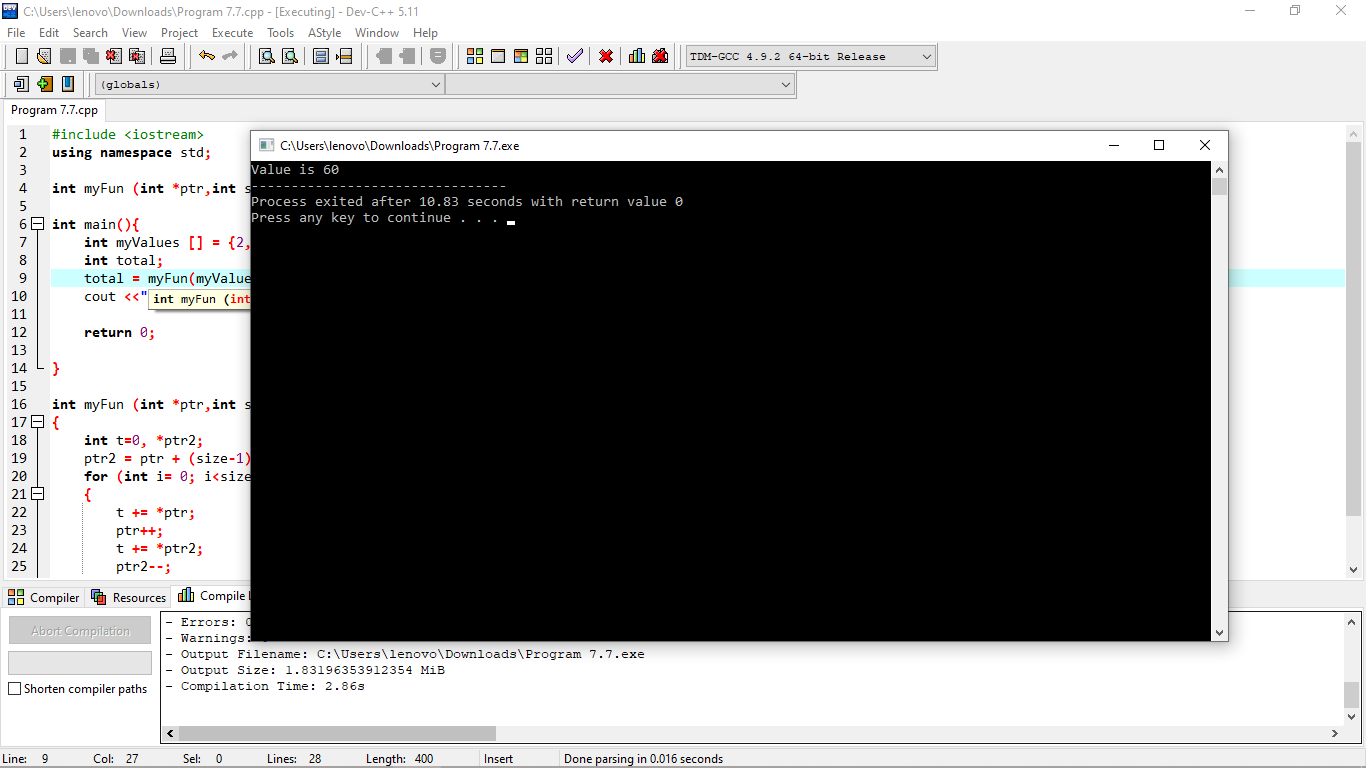 C:\Users\lenovo\Downloads\Program 7.7.cpp - [Executing] - Dev-C++ 5.11
File Edit Search View Project Execute Tools AStyle Window Help
TDM-GCC 4.9.2 64-bit Release
(globals)
Program 7.7.cpp
1 #include <iostream>
2 using namespace std;
3
4 int myFun (int *ptr,int s
5
6 int main(){
7 int myValues [] = {2,
8 int total;
9 total = myFun(myValue
10 cout <<"
int myFun (int
11
12 return 0;
13
14 }
15
16 int myFun (int *ptr,int s
17 {
18 int t=0, *ptr2;
19 ptr2 = ptr + (size-1)
20 for (int i= 0; i<size
21 {
22 t += *ptr;
23 ptr++;
24 t += *ptr2;
25 ptr2--;
C:\Users\lenovo\Downloads\Program 7.7.exe
Value is 60
--------------------------------
Process exited after 10.83 seconds with return value 0
Press any key to continue . . .
Compiler Resources Compile
Abort Compilation
Shorten compiler paths
- Errors: 
- Warnings:
- Output Filename: C:\Users\lenovo\Downloads\Program 7.7.exe
- Output Size: 1.83196353912354 MiB
- Compilation Time: 2.86s
Line: 9 Col: 27 Sel: 0 Lines: 28 Length: 400 Insert Done parsing in 0.016 seconds